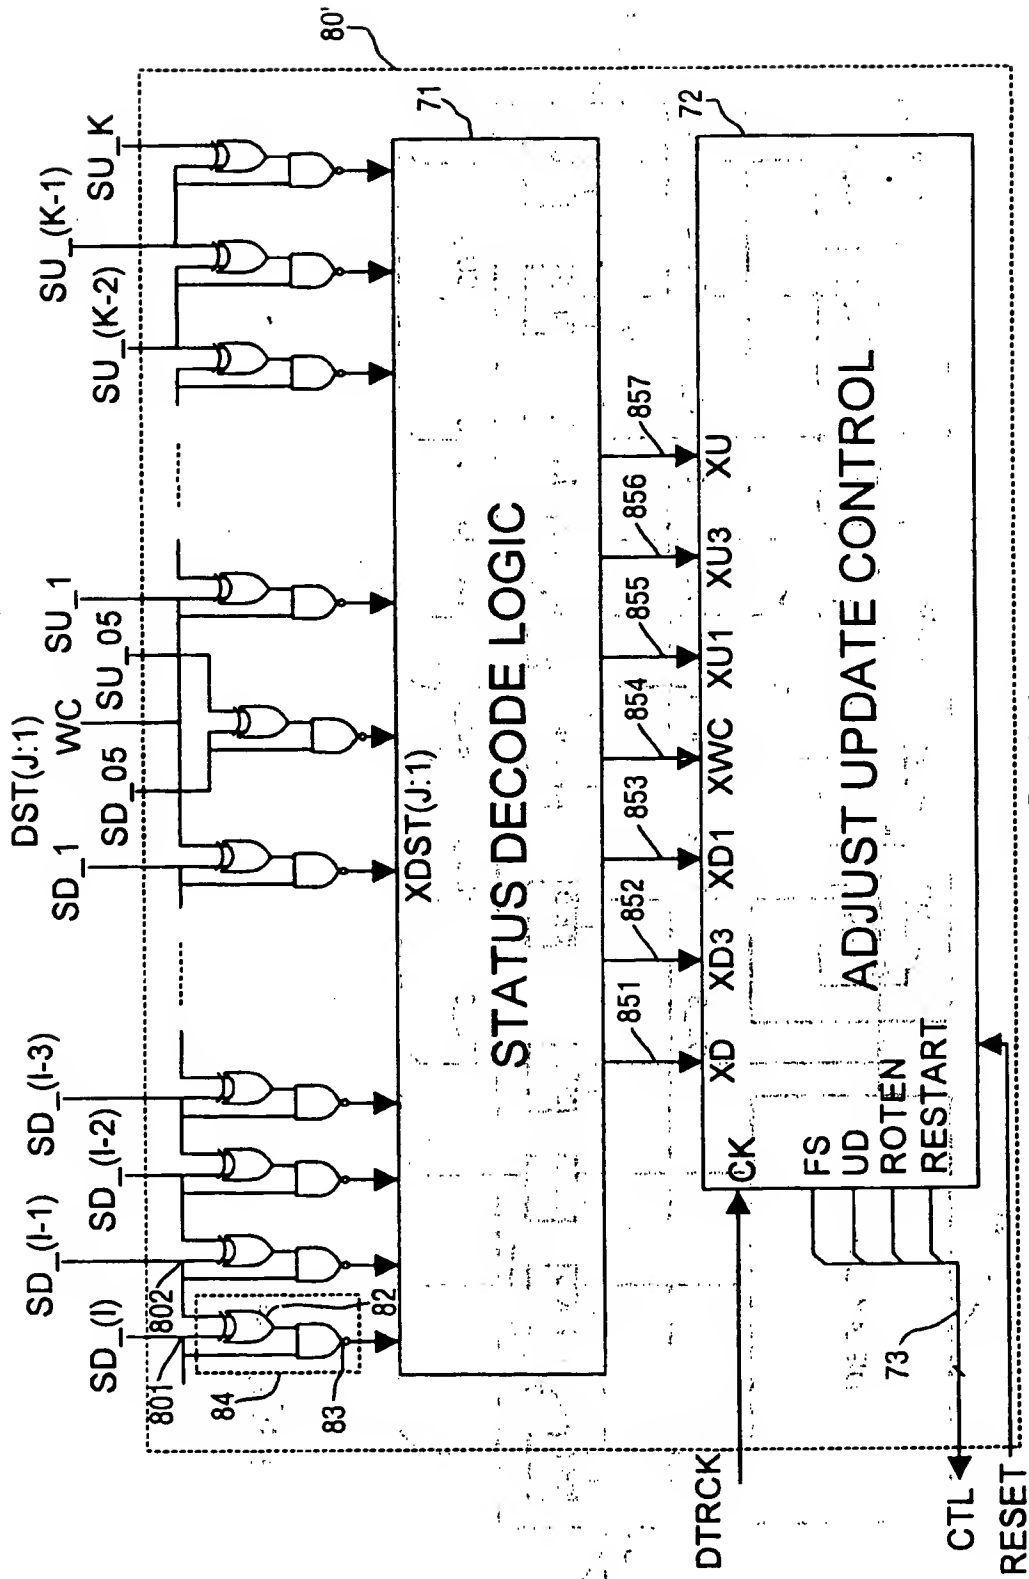 80'
SD_(I)
SD_(I-1)
SD_(I-2)
SD_(I-3)
SD_1
DST(J:1)
SD_05
WC
SU_05
SU_1
SU_(K-2)
SU_(K-1)
SU_K
801
802
82
84
83
71
XDST(J:1)
STATUS DECODE LOGIC
851
852
853
854
855
856
857
72
XD
XD3
XD1
XWC
XU1
XU3
XU
CK
FS
UD
ROTEN
RESTART
ADJUST UPDATE CONTROL
DTRCK
73
CTL
RESET